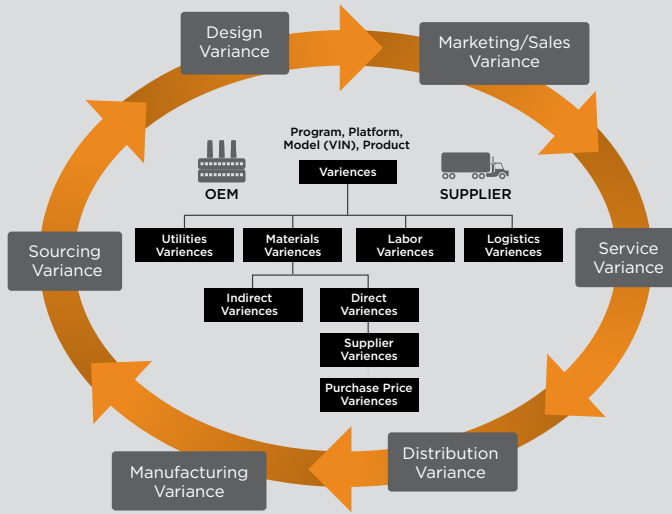 Design
Variance
Marketing/Sales
Variance
Program, Platform,
Model (VIN), Product
OEM
Variences
SUPPLIER
Utilities
Variences
Materials
Variences
Labor
Variences
Logistics
Variences
Sourcing
Variance
Service
Variance
Indirect
Variences
Direct
Variences
Supplier
Variences
Purchase Price
Variences
Manufacturing
Variance
Distribution
Variance